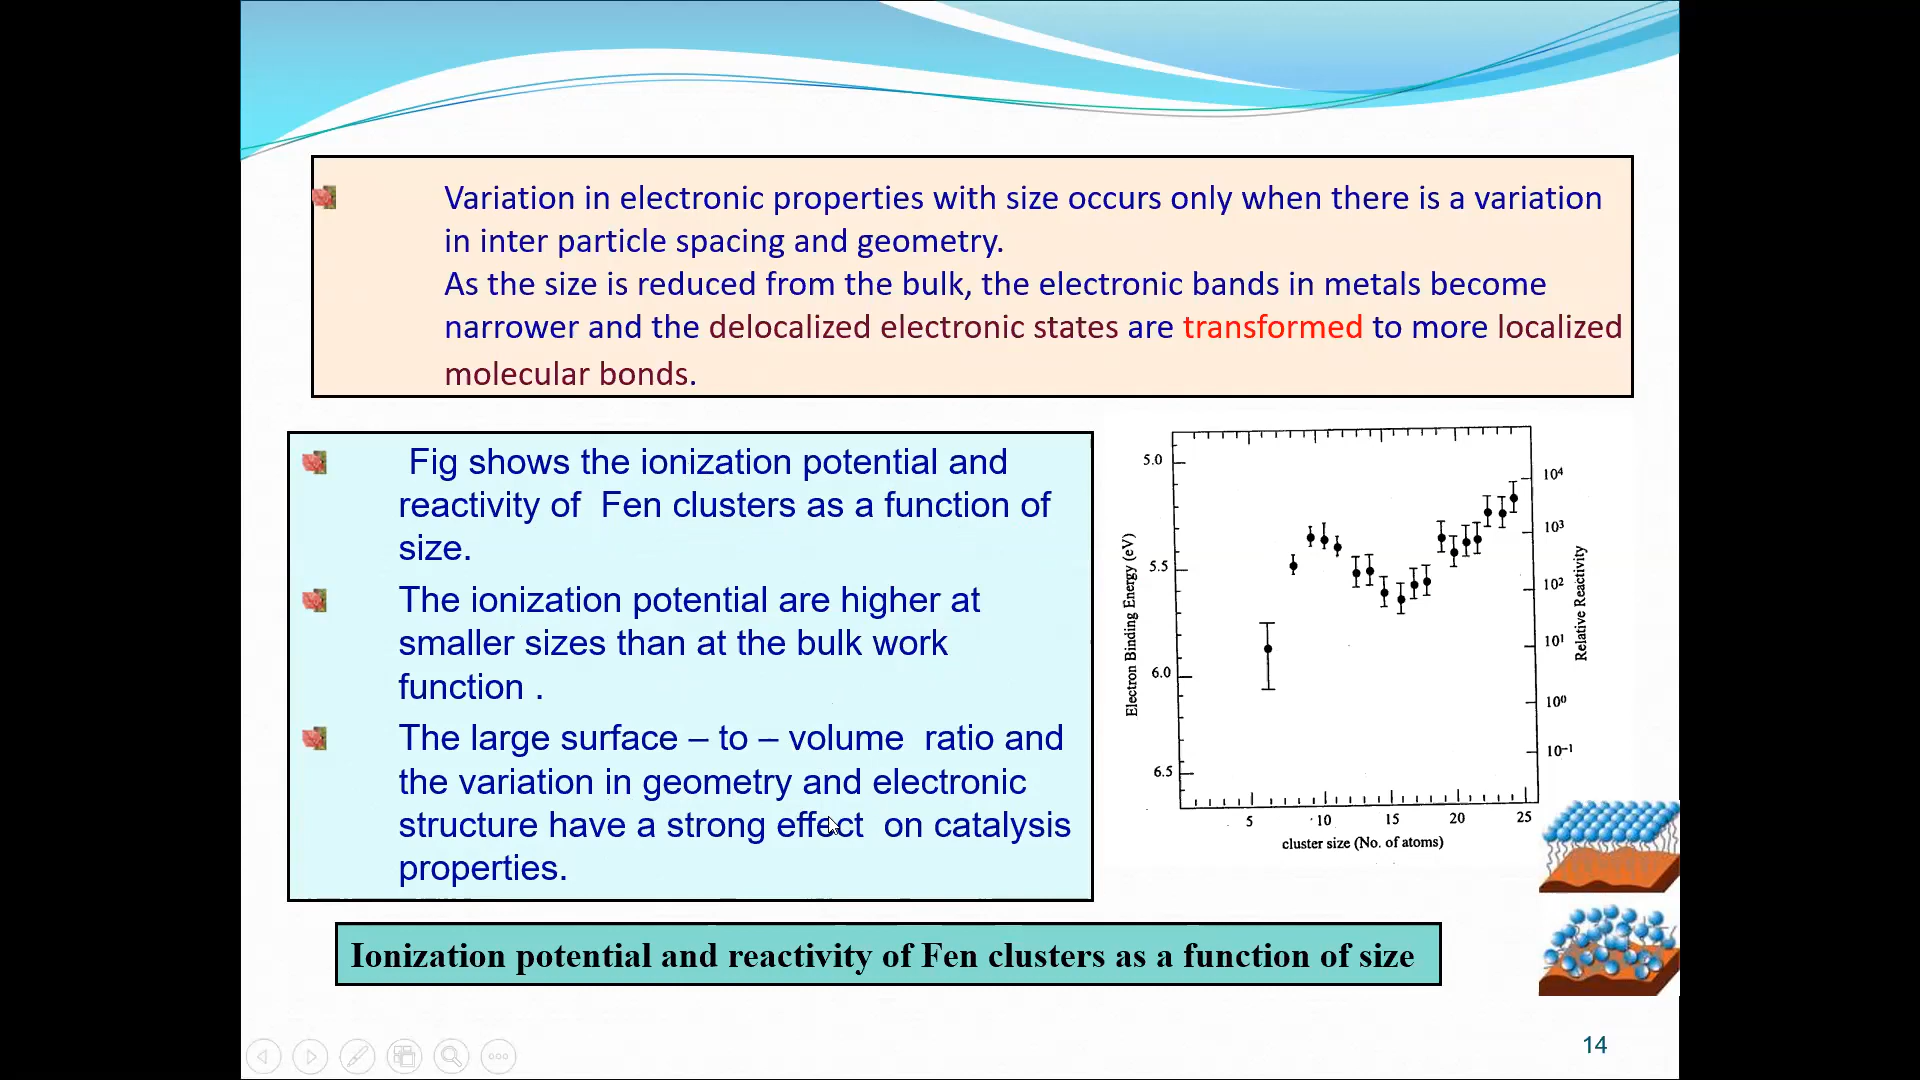 Variation in electronic properties with size occurs only when there is a variation
in inter particle spacing and geometry.
As the size is reduced from the bulk, the electronic bands in metals become
narrower and the delocalized electronic states are transformed to more localized
molecular bonds.
Fig shows the ionization potential and
reactivity of Fen clusters as a function of
size.
The ionization potential are higher at
smaller sizes than at the bulk work
function .
The large surface – to – volume ratio and
the variation in geometry and electronic
structure have a strong effect on catalysis
properties.
Electron Binding Energy (eV)
5.0
5.5
6.0
6.5
10⁴
10³
10²
10¹
10⁰
10⁻¹
Relative Reactivity
5 10 15 20 25
cluster size (No. of atoms)
Ionization potential and reactivity of Fen clusters as a function of size
14